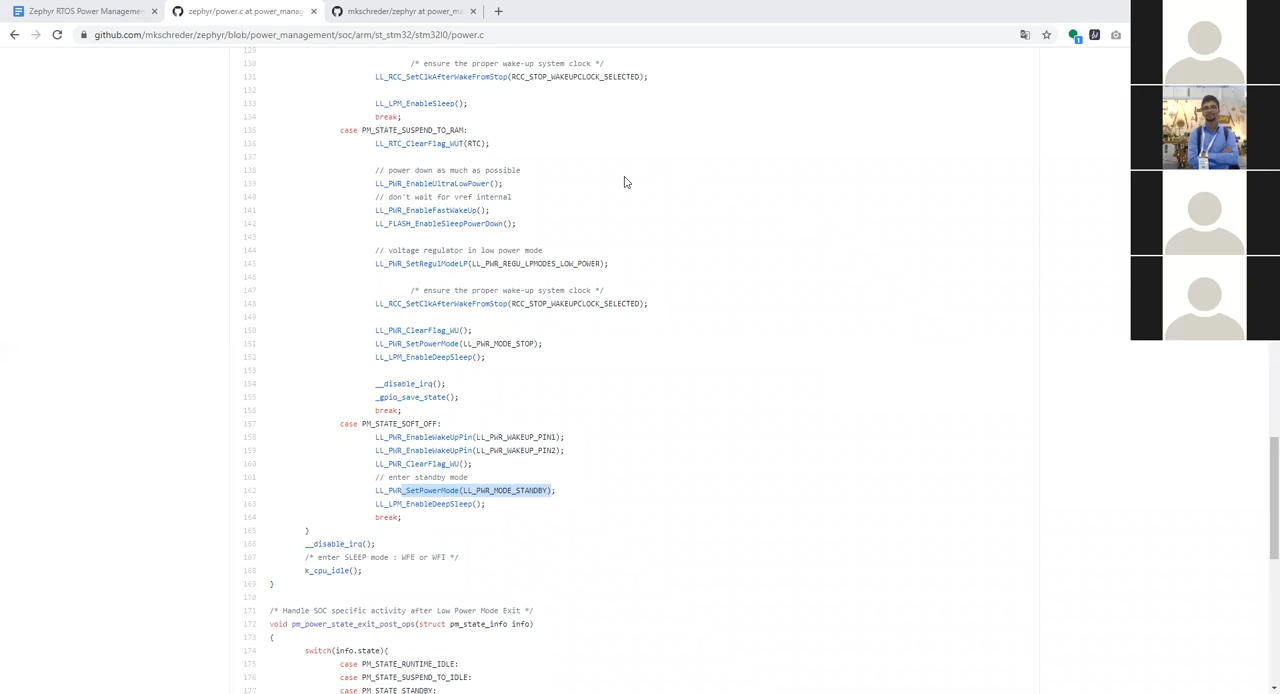 Zephyr RTOS Power Managemen
zephyr/power.c at power_manag
mkschreder/zephyr at power_ma
github.com/mkschreder/zephyr/blob/power_management/soc/arm/st_stm32/stm32l0/power.c
129
130 /* ensure the proper wake-up system clock */
131 LL_RCC_SetClkAfterWakeFromStop(RCC_STOP_WAKEUPCLOCK_SELECTED);
132
133 LL_LPM_EnableSleep();
134 break;
135 case PM_STATE_SUSPEND_TO_RAM:
136 LL_RTC_ClearFlag_WUT(RTC);
137
138 // power down as much as possible
139 LL_PWR_EnableUltraLowPower();
140 // don't wait for vref internal
141 LL_PWR_EnableFastWakeUp();
142 LL_FLASH_EnableSleepPowerDown();
143
144 // voltage regulator in low power mode
145 LL_PWR_SetRegulModeLP(LL_PWR_REGU_LPMODES_LOW_POWER);
146
147 /* ensure the proper wake-up system clock */
148 LL_RCC_SetClkAfterWakeFromStop(RCC_STOP_WAKEUPCLOCK_SELECTED);
149
150 LL_PWR_ClearFlag_WU();
151 LL_PWR_SetPowerMode(LL_PWR_MODE_STOP);
152 LL_LPM_EnableDeepSleep();
153
154 __disable_irq();
155 _gpio_save_state();
156 break;
157 case PM_STATE_SOFT_OFF:
158 LL_PWR_EnableWakeUpPin(LL_PWR_WAKEUP_PIN1);
159 LL_PWR_EnableWakeUpPin(LL_PWR_WAKEUP_PIN2);
160 LL_PWR_ClearFlag_WU();
161 // enter standby mode
162 LL_PWR_SetPowerMode(LL_PWR_MODE_STANDBY);
163 LL_LPM_EnableDeepSleep();
164 break;
165 }
166 __disable_irq();
167 /* enter SLEEP mode : WFE or WFI */
168 k_cpu_idle();
169 }
170
171 /* Handle SOC specific activity after Low Power Mode Exit */
172 void pm_power_state_exit_post_ops(struct pm_state_info info)
173 {
174 switch(info.state){
175 case PM_STATE_RUNTIME_IDLE:
176 case PM_STATE_SUSPEND_TO_IDLE:
177 case PM_STATE_STANDBY: